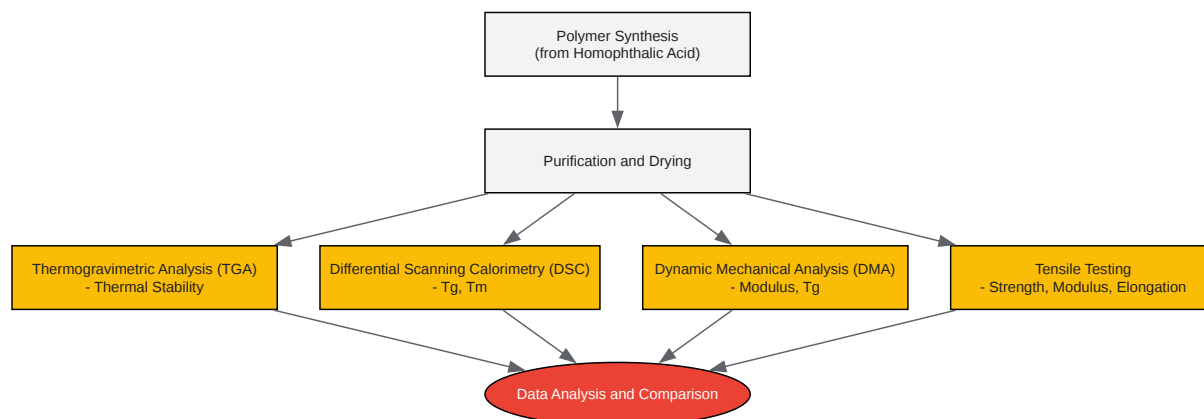 Polymer Synthesis
(from Homophthalic Acid)
Purification and Drying
Thermogravimetric Analysis (TGA)
- Thermal Stability
Differential Scanning Calorimetry (DSC)
- Tg, Tm
Dynamic Mechanical Analysis (DMA)
- Modulus, Tg
Tensile Testing
- Strength, Modulus, Elongation
Data Analysis and Comparison